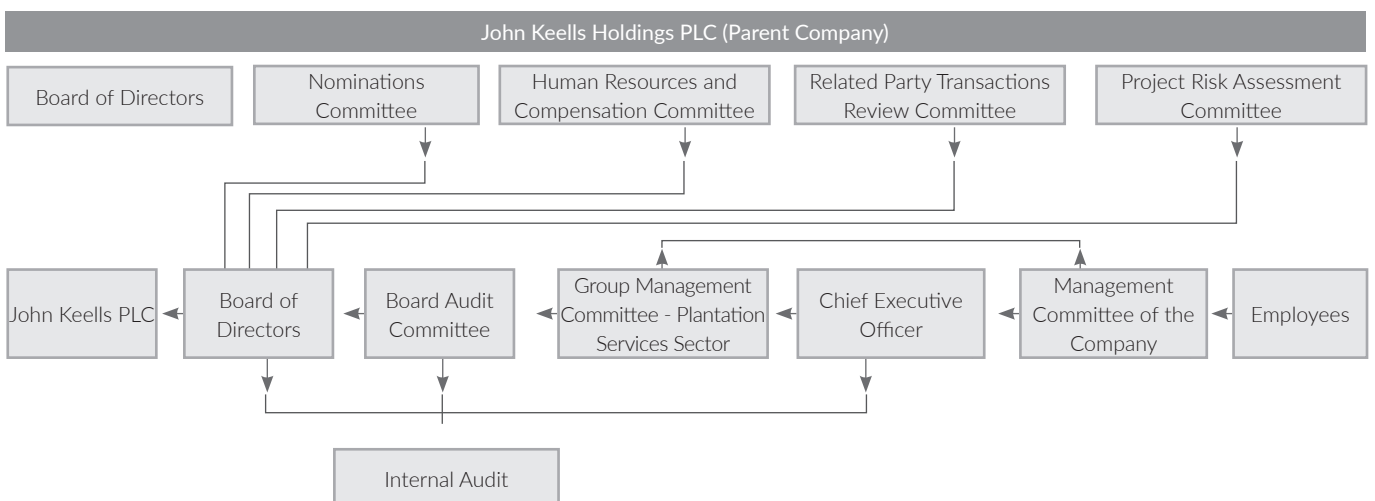 John Keells Holdings PLC (Parent Company)
Board of Directors
Nominations
Committee
Human Resources and
Compensation Committee
Related Party Transactions
Review Committee
Project Risk Assessment
Committee
John Keells PLC
Board of
Directors
Board Audit
Committee
Group Management
Committee - Plantation
Services Sector
Chief Executive
Officer
Management
Committee of the
Company
Employees
Internal Audit